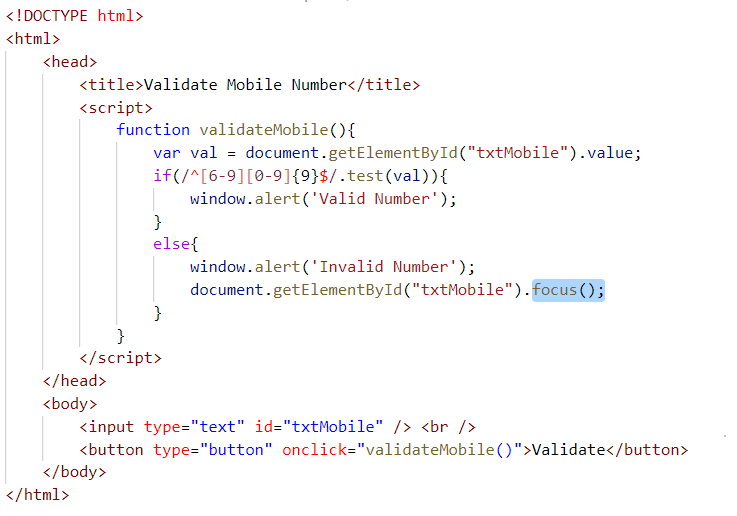 <!DOCTYPE html>
<html>
<head>
<title>Validate Mobile Number</title>
<script>
function validateMobile(){
var val = document.getElementById("txtMobile").value;
if(/^[6-9][0-9]{9}$/.test(val)){
window.alert('Valid Number');
}
else{
window.alert('Invalid Number');
document.getElementById("txtMobile").focus();
}
}
</script>
</head>
<body>
<input type="text" id="txtMobile" /> <br />
<button type="button" onclick="validateMobile()">Validate</button>
</body>
</html>